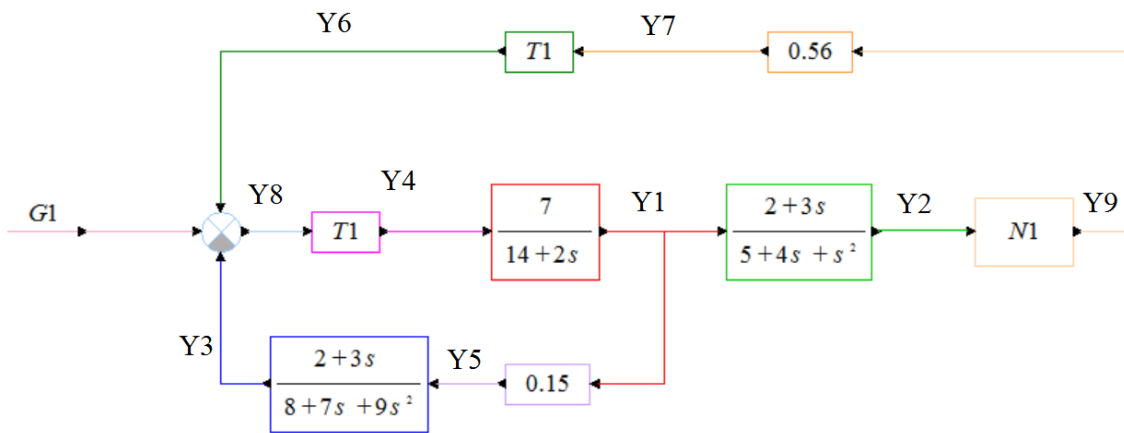 Y6
Y7
T1
0.56
G1
Y8
Y4
Y1
Y2
Y9
T1
7
14+2s
2+3s
5+4s +s²
N1
Y3
Y5
2+3s
8+7s +9s²
0.15